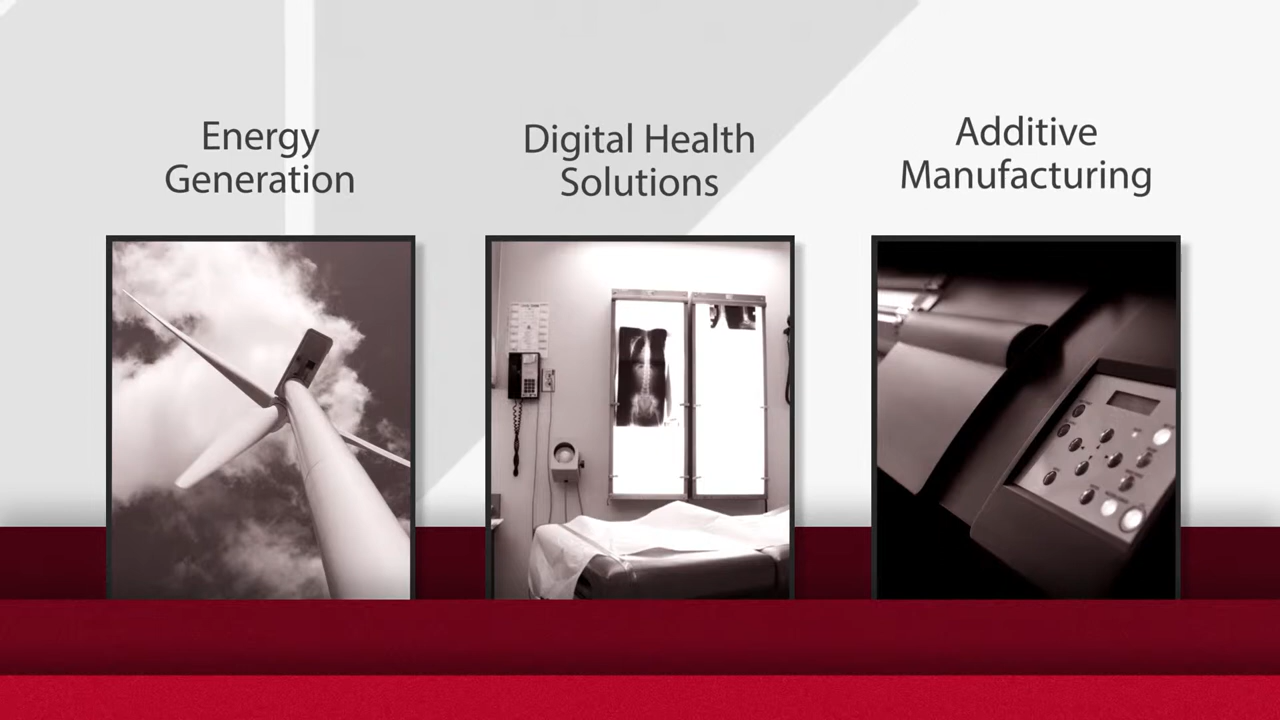 Energy
Generation
Digital Health
Solutions
Additive
Manufacturing